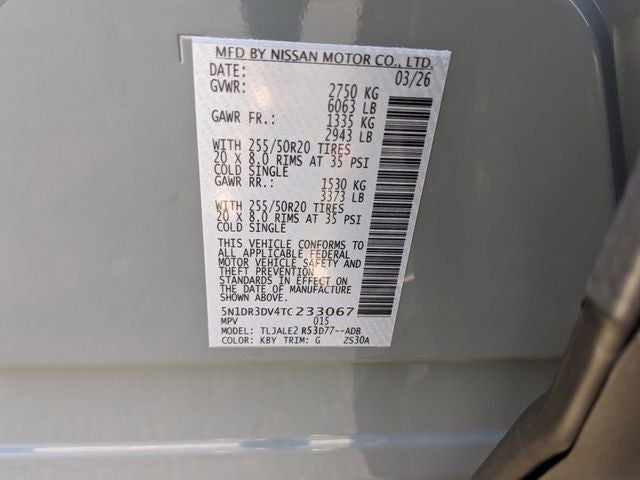 MFD BY NISSAN MOTOR CO., LTD.
DATE: 03/26
GVWR: 2750 KG
6063 LB
GAWR FR.: 1335 KG
2943 LB
WITH 255/50R20 TIRES
20 X 8.0 RIMS AT 35 PSI
COLD SINGLE
GAWR RR.: 1530 KG
3373 LB
WITH 255/50R20 TIRES
20 X 8.0 RIMS AT 35 PSI
COLD SINGLE
THIS VEHICLE CONFORMS TO
ALL APPLICABLE FEDERAL
MOTOR VEHICLE SAFETY AND
THEFT PREVENTION
STANDARDS IN EFFECT ON
THE DATE OF MANUFACTURE
SHOWN ABOVE.
5N1DR3DV4TC233067
MPV 015
MODEL: TLJALE2 R53D77--ADB
COLOR: KBY TRIM: G Z530A